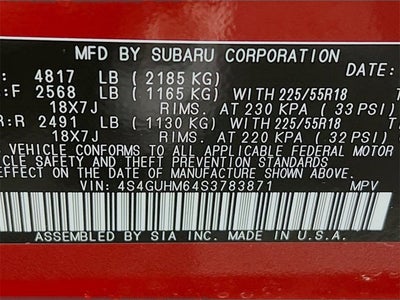 MFD BY SUBARU CORPORATION DATE:
: 4817 LB (2185 KG)
:F 2568 LB (1165 KG) WITH 225/55R18
18X7J RIMS. AT 230 KPA (33 PSI
R:R 2491 LB (1130 KG) WITH 225/55R18
18X7J RIMS. AT 220 KPA (32 PSI
S VEHICLE CONFORMS TO ALL APPLICABLE FEDERAL MOTOR
VEHICLE SAFETY AND THEFT PREVENTION STANDARDS
EFFECT ON THE DATE OF MANUFACTURE SHOWN ABOVE.
VIN: 4S4GUHM64S3783871 MPV
ASSEMBLED BY SIA INC. MADE IN U.S.A.